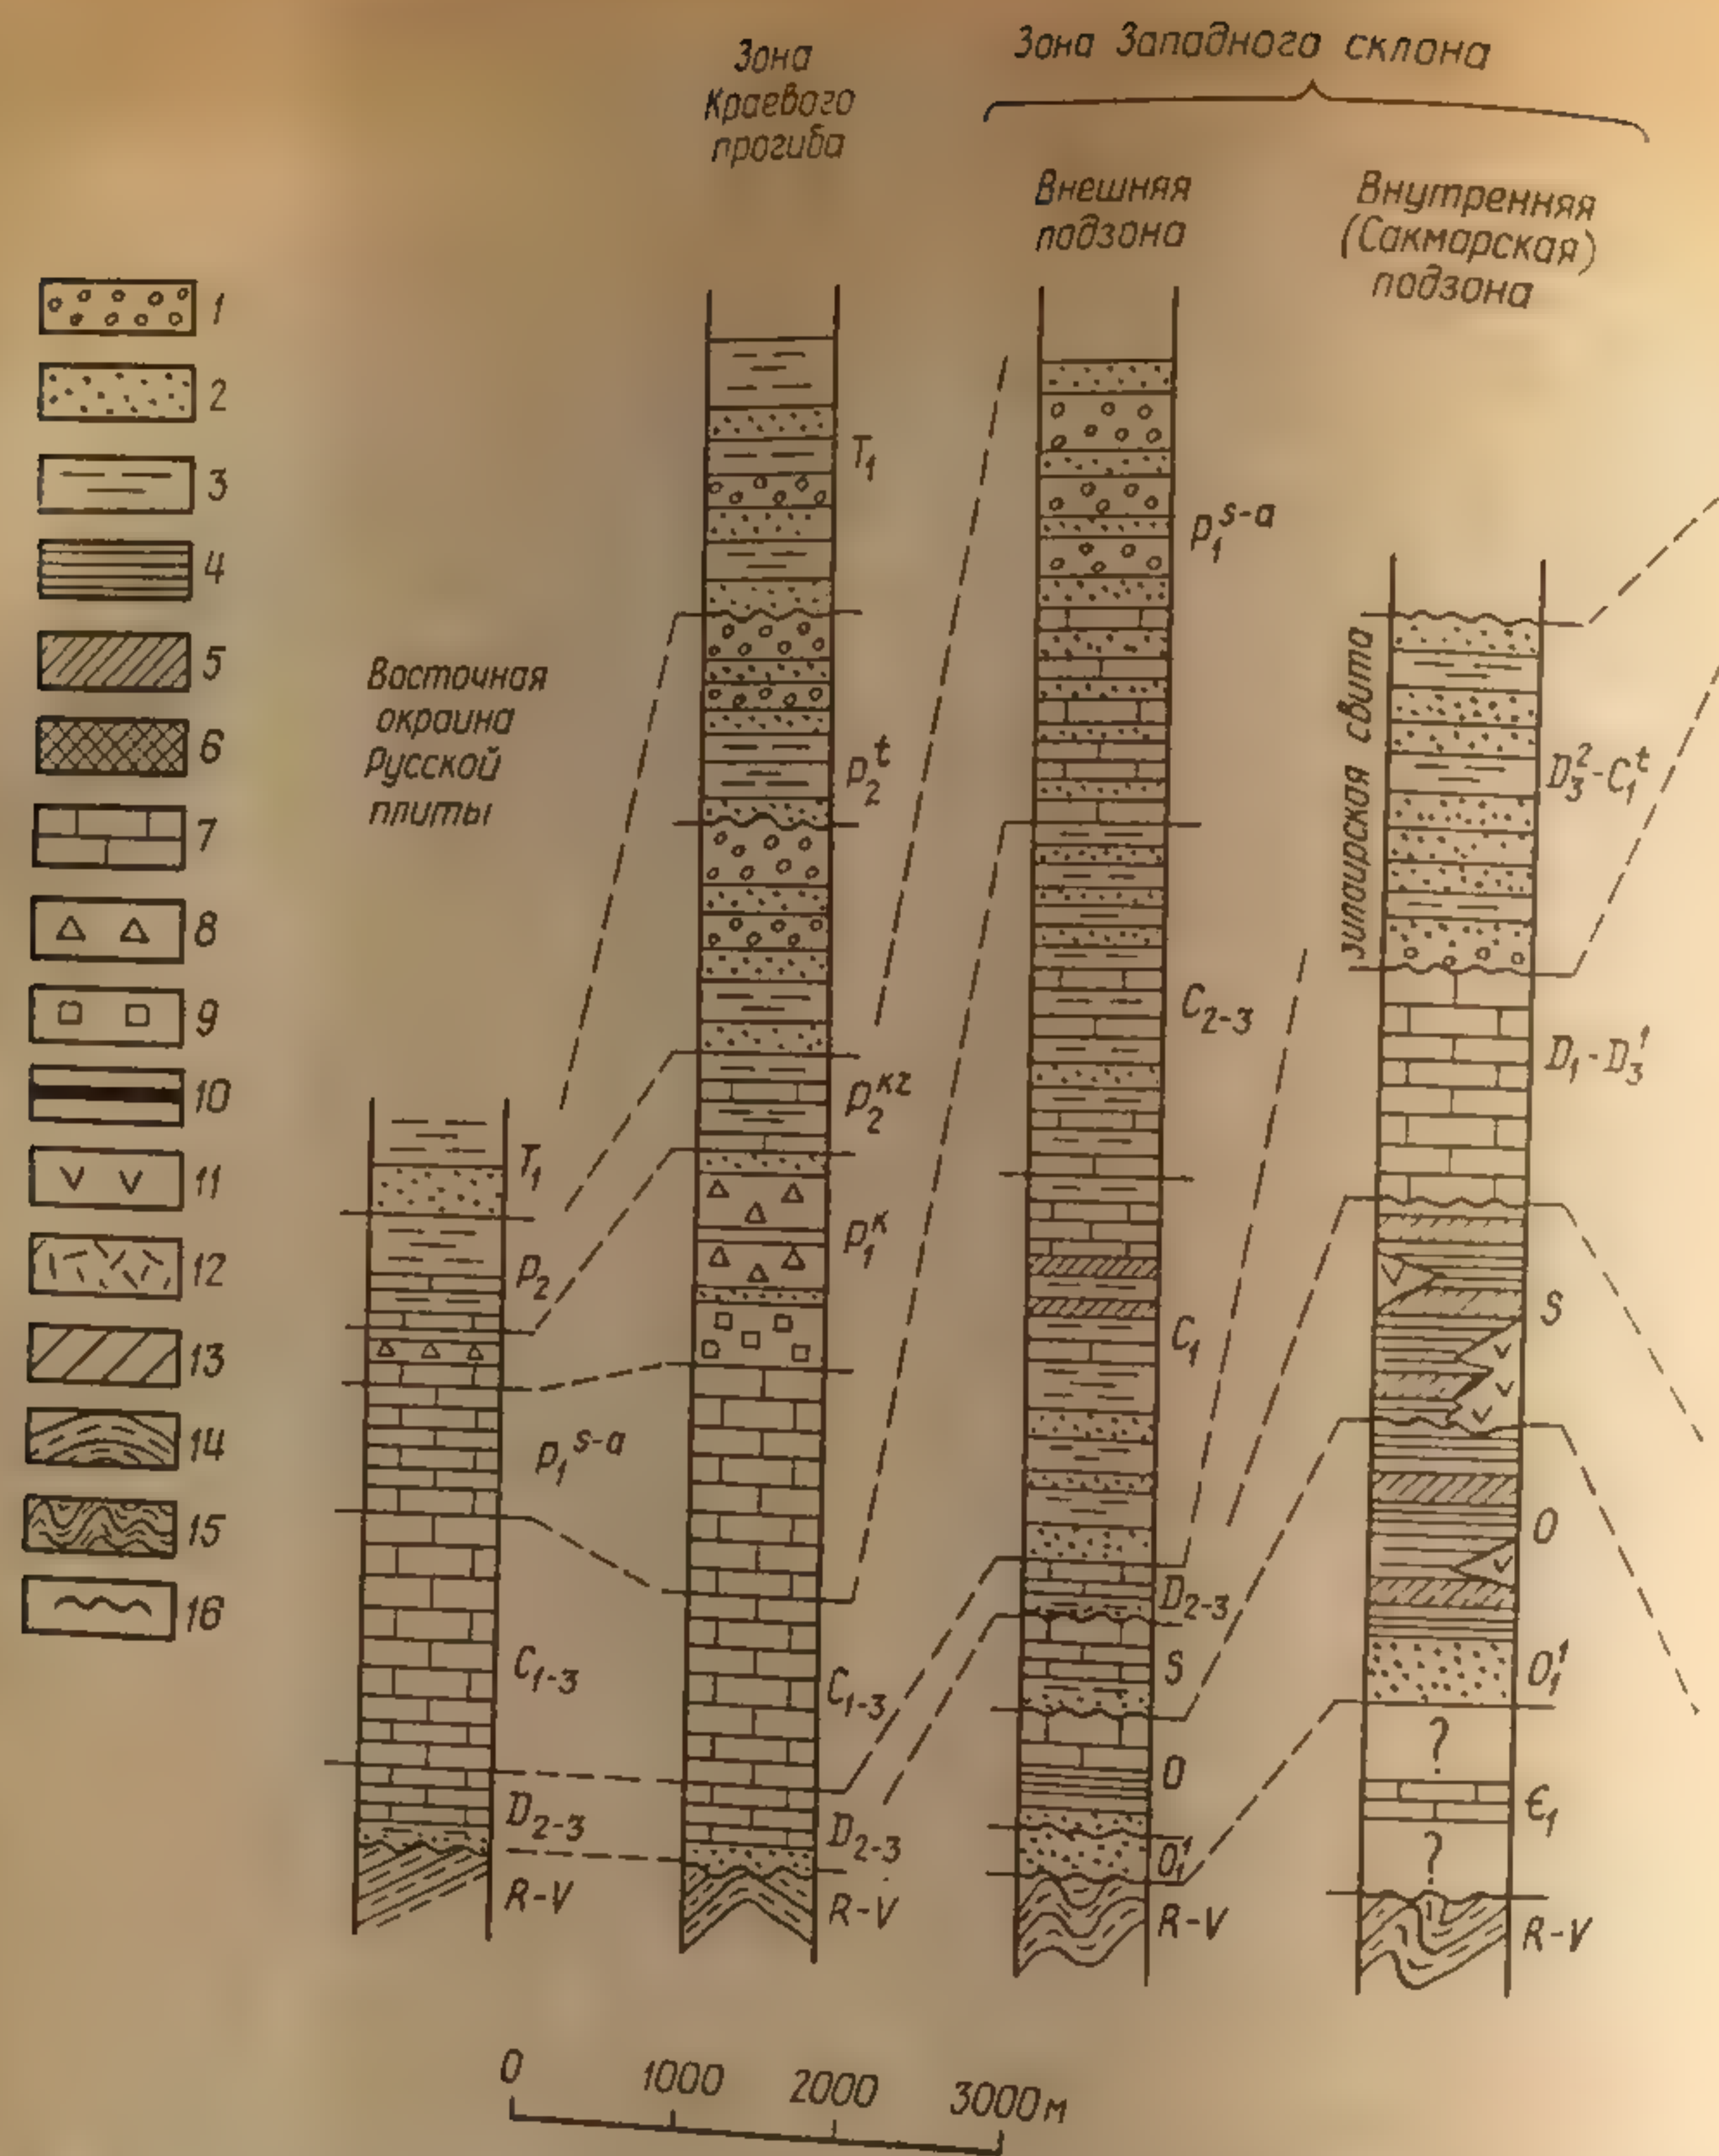 Зона
Краевого
прогиба
Зона Западного склона
Внешняя
подзона
Внутренняя
(Сакмарская)
подзона
1
2
3
4
5
6
7
8
9
10
11
12
13
14
15
16
Восточная
окраина
Русской
плиты
T₁
P₂
P₁ˢ⁻ᵃ
C₁₋₃
D₂₋₃
R-V
T₁
P₂ᵗ
P₂ᵏᶻ
P₁ᵏ
C₁₋₃
D₂₋₃
R-V
P₁ˢ⁻ᵃ
C₂₋₃
C₁
D₂₋₃
S
O
O₁¹
R-V
зилаирская свита
D₃²-C₁ᵗ
D₁-D₃¹
S
O
O₁¹
?
Є₁
?
R-V
0 1000 2000 3000 м